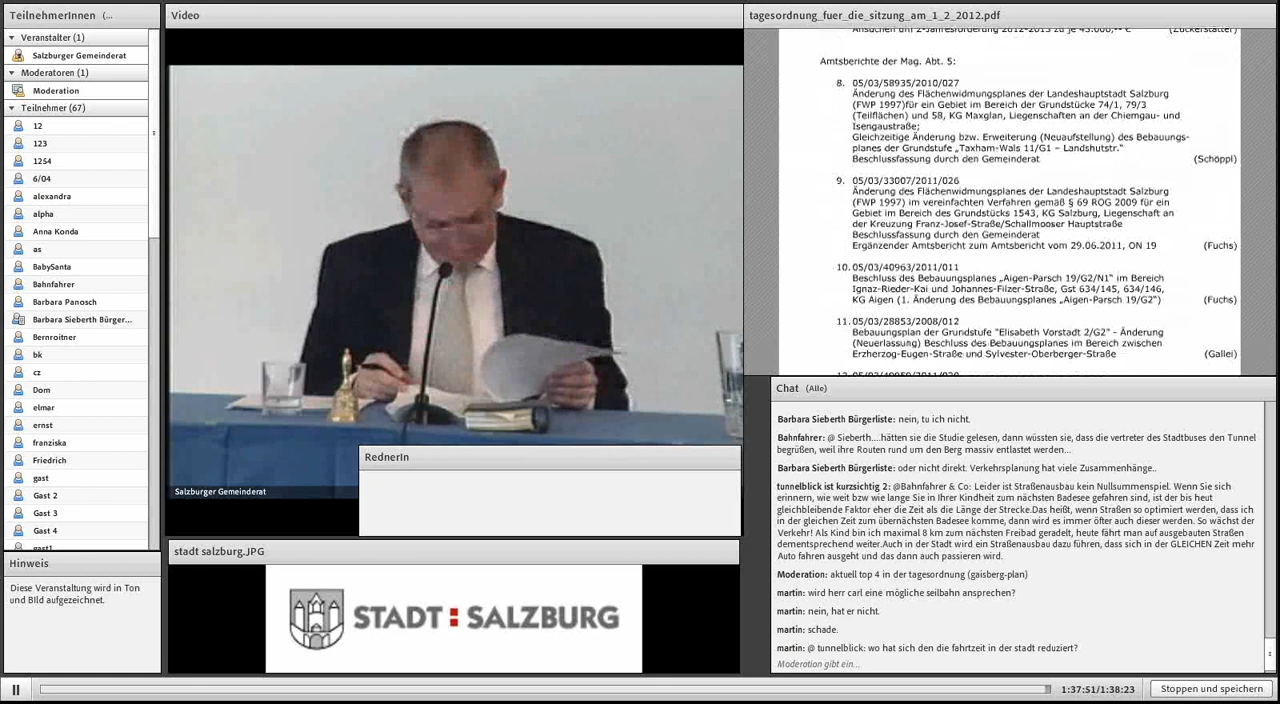 TeilnehmerInnen (...
Veranstalter (1)
Salzburger Gemeinderat
Moderatoren (1)
Moderation
Teilnehmer (67)
12
123
1254
6/04
alexandra
alpha
Anna Konda
as
BabySanta
Bahnfahrer
Barbara Panosch
Barbara Sieberth Bürger...
Bernroitner
bk
cz
Dom
elmar
ernst
franziska
Friedrich
gast
Gast 2
Gast 3
Gast 4
gast1
Hinweis
Diese Veranstaltung wird in Ton
und Bild aufgezeichnet.
Video
Salzburger Gemeinderat
RednerIn
stadt salzburg.JPG
STADT : SALZBURG
tagesordnung_fuer_die_sitzung_am_1_2_2012.pdf
Ansuchen um 2-Jahresförderung 2012-2013 zu je 45.000,-- € (Zuckerstätter)
Amtsberichte der Mag. Abt. 5:
8. 05/03/58935/2010/027
Änderung des Flächenwidmungsplanes der Landeshauptstadt Salzburg
(FWP 1997)für ein Gebiet im Bereich der Grundstücke 74/1, 79/3
(Teilflächen) und 58, KG Maxglan, Liegenschaften an der Chiemgau- und
Isengaustraße;
Gleichzeitige Änderung bzw. Erweiterung (Neuaufstellung) des Bebauungs-
planes der Grundstufe „Taxham-Wals 11/G1 – Landshutstr."
Beschlussfassung durch den Gemeinderat (Schöppl)
9. 05/03/33007/2011/026
Änderung des Flächenwidmungsplanes der Landeshauptstadt Salzburg
(FWP 1997) im vereinfachten Verfahren gemäß § 69 ROG 2009 für ein
Gebiet im Bereich des Grundstücks 1543, KG Salzburg, Liegenschaft an
der Kreuzung Franz-Josef-Straße/Schallmooser Hauptstraße
Beschlussfassung durch den Gemeinderat
Ergänzender Amtsbericht zum Amtsbericht vom 29.06.2011, ON 19 (Fuchs)
10. 05/03/40963/2011/011
Beschluss des Bebauungsplanes „Aigen-Parsch 19/G2/N1" im Bereich
Ignaz-Rieder-Kai und Johannes-Filzer-Straße, Gst 634/145, 634/146,
KG Aigen (1. Änderung des Bebauungsplanes „Aigen-Parsch 19/G2") (Fuchs)
11. 05/03/28853/2008/012
Bebauungsplan der Grundstufe "Elisabeth Vorstadt 2/G2" - Änderung
(Neuerlassung) Beschluss des Bebauungsplanes im Bereich zwischen
Erzherzog-Eugen-Straße und Sylvester-Oberberger-Straße (Gallei)
Chat (Alle)
Barbara Sieberth Bürgerliste: nein, tu ich nicht.
Bahnfahrer: @ Sieberth....hätten sie die Studie gelesen, dann wüssten sie, dass die vertreter des Stadtbuses den Tunnel
begrüßen, weil ihre Routen rund um den Berg massiv entlastet werden...
Barbara Sieberth Bürgerliste: oder nicht direkt. Verkehrsplanung hat viele Zusammenhänge..
tunnelblick ist kurzsichtig 2: @Bahnfahrer & Co: Leider ist Straßenausbau kein Nullsummenspiel. Wenn Sie sich
erinnern, wie weit bzw wie lange Sie in Ihrer Kindheit zum nächsten Badesee gefahren sind, ist der bis heut
gleichbleibende Faktor eher die Zeit als die Länge der Strecke.Das heißt, wenn Straßen so optimiert werden, dass ich
in der gleichen Zeit zum übernächsten Badesee komme, dann wird es immer öfter auch dieser werden. So wächst der
Verkehr! Als Kind bin ich maximal 8 km zum nächsten Freibad geradelt, heute fährt man auf ausgebauten Straßen
dementsprechend weiter.Auch in der Stadt wird ein Straßenausbau dazu führen, dass sich in der GLEICHEN Zeit mehr
Auto fahren ausgeht und das dann auch passieren wird.
Moderation: aktuell top 4 in der tagesordnung (gaisberg-plan)
martin: wird herr carl eine mögliche seilbahn ansprechen?
martin: nein, hat er nicht.
martin: schade.
martin: @ tunnelblick: wo hat sich den die fahrtzeit in der stadt reduziert?
Moderation gibt ein...
1:37:51/1:38:23
Stoppen und speichern